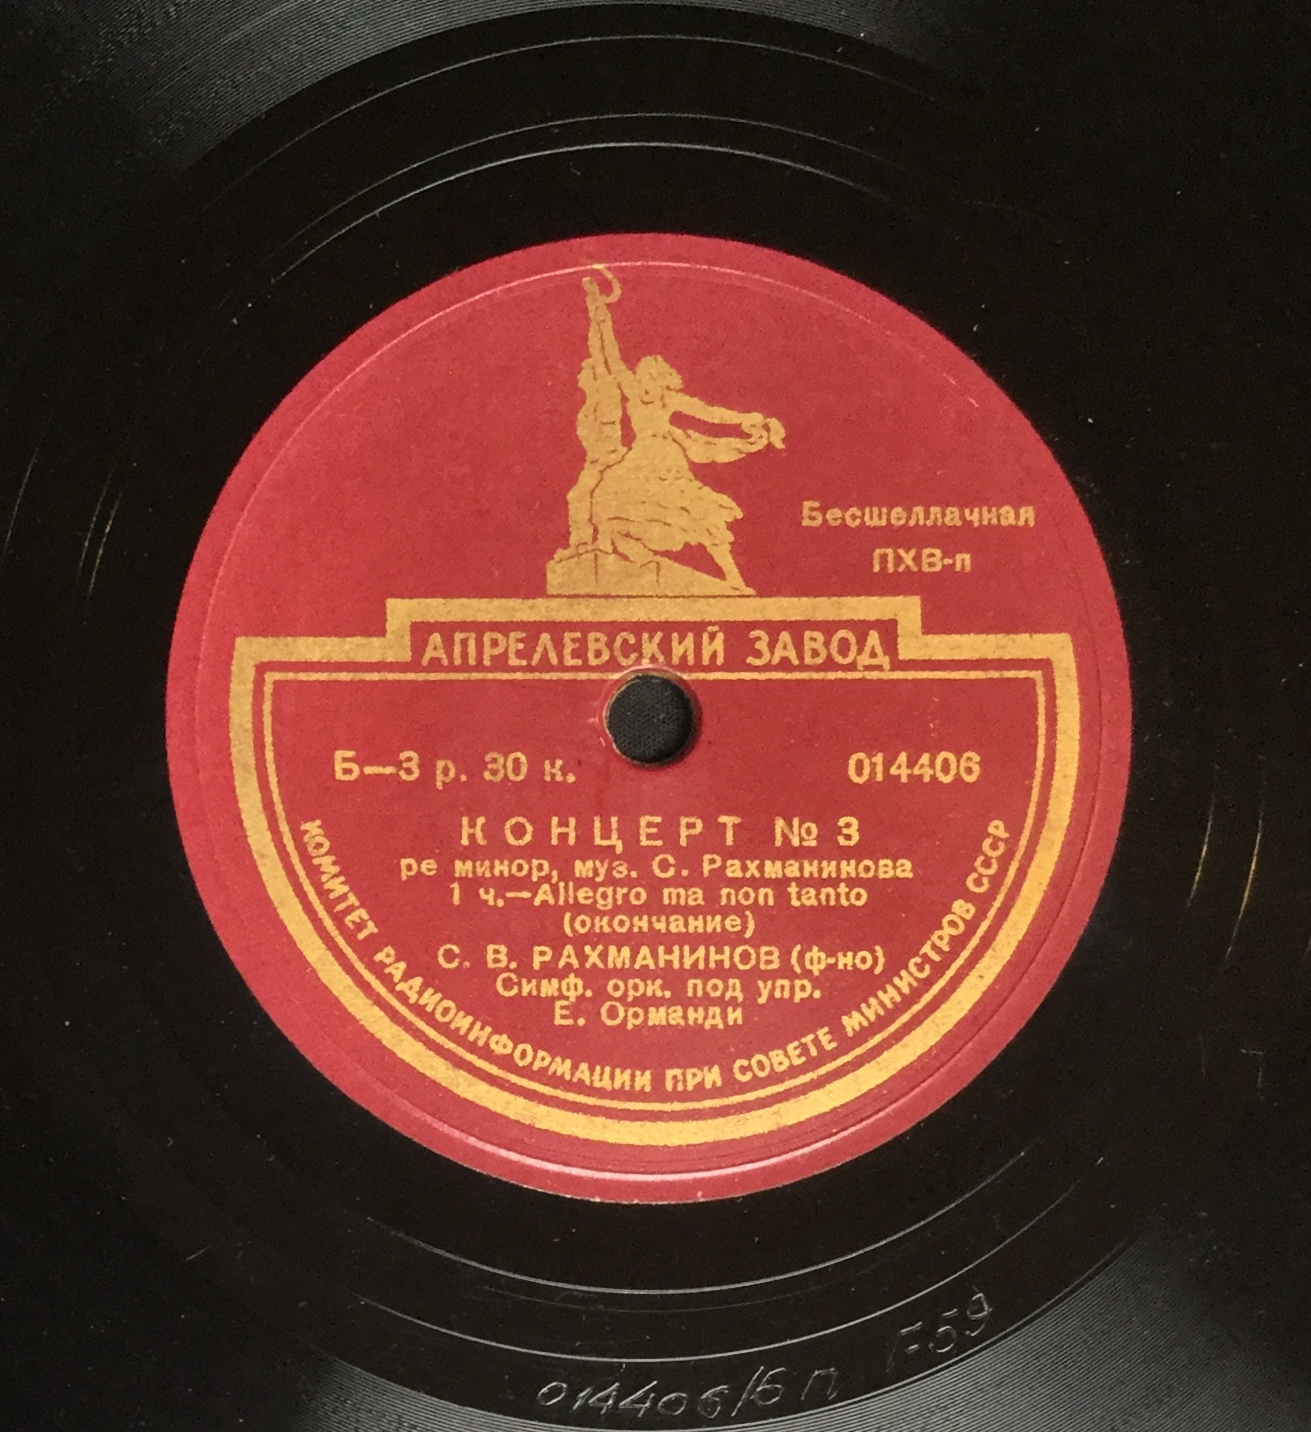 Бесшеллачная
ПХВ-п
АПРЕЛЕВСКИЙ ЗАВОД
Б—3 р. 30 к. 014406
КОНЦЕРТ № 3
ре минор, муз. С. Рахманинова
1 ч.—Allegro ma non tanto
(окончание)
С. В. РАХМАНИНОВ (ф-но)
Симф. орк. под упр.
Е. Орманди
КОМИТЕТ РАДИОИНФОРМАЦИИ ПРИ СОВЕТЕ МИНИСТРОВ СССР
014406/6 п Г-59